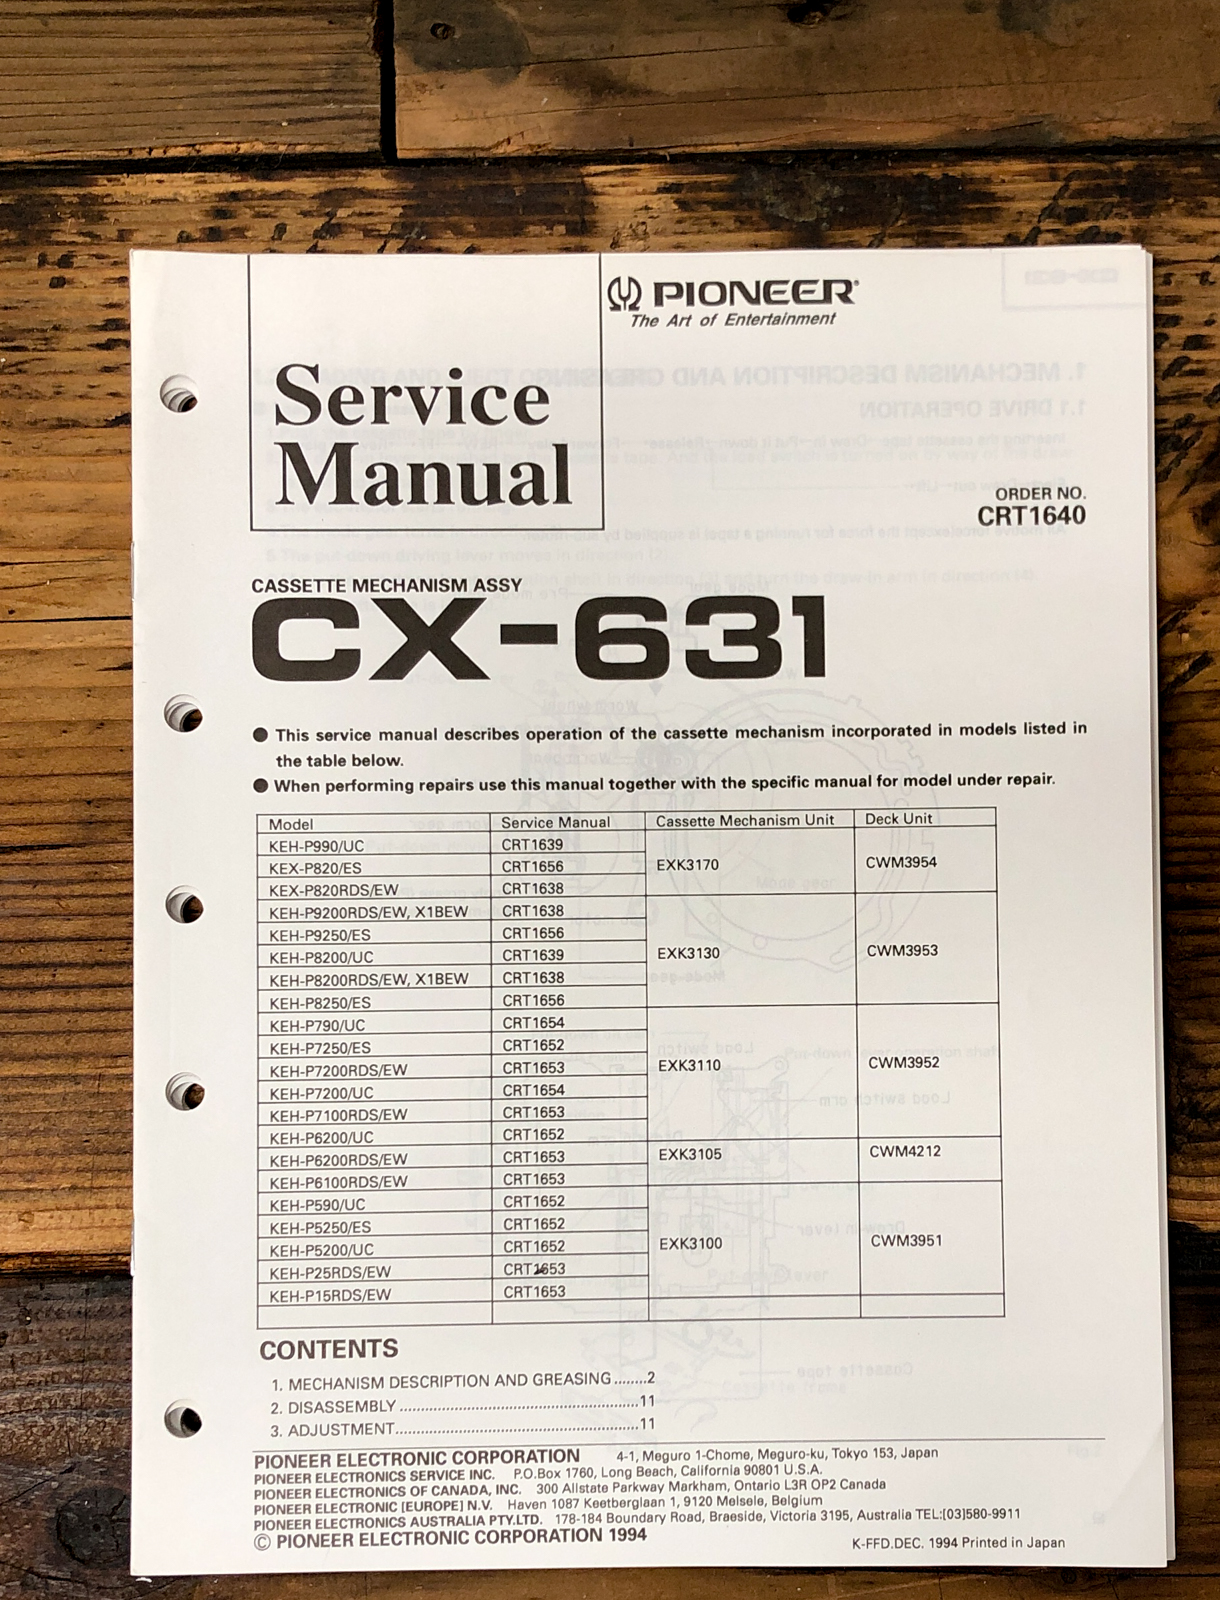 PIONEER®
The Art of Entertainment
Service
Manual
ORDER NO.
CRT1640
CASSETTE MECHANISM ASSY
CX-631
● This service manual describes operation of the cassette mechanism incorporated in models listed in
the table below.
● When performing repairs use this manual together with the specific manual for model under repair.
Model Service Manual Cassette Mechanism Unit Deck Unit
KEH-P990/UC CRT1639
KEX-P820/ES CRT1656 EXK3170 CWM3954
KEX-P820RDS/EW CRT1638
KEH-P9200RDS/EW, X1BEW CRT1638
KEH-P9250/ES CRT1656
KEH-P8200/UC CRT1639 EXK3130 CWM3953
KEH-P8200RDS/EW, X1BEW CRT1638
KEH-P8250/ES CRT1656
KEH-P790/UC CRT1654
KEH-P7250/ES CRT1652
KEH-P7200RDS/EW CRT1653 EXK3110 CWM3952
KEH-P7200/UC CRT1654
KEH-P7100RDS/EW CRT1653
KEH-P6200/UC CRT1652
KEH-P6200RDS/EW CRT1653 EXK3105 CWM4212
KEH-P6100RDS/EW CRT1653
KEH-P590/UC CRT1652
KEH-P5250/ES CRT1652
KEH-P5200/UC CRT1652 EXK3100 CWM3951
KEH-P25RDS/EW CRT1653
KEH-P15RDS/EW CRT1653
CONTENTS
1. MECHANISM DESCRIPTION AND GREASING ........2
2. DISASSEMBLY ..........................................................11
3. ADJUSTMENT...........................................................11
PIONEER ELECTRONIC CORPORATION 4-1, Meguro 1-Chome, Meguro-ku, Tokyo 153, Japan
PIONEER ELECTRONICS SERVICE INC. P.O.Box 1760, Long Beach, California 90801 U.S.A.
PIONEER ELECTRONICS OF CANADA, INC. 300 Allstate Parkway Markham, Ontario L3R OP2 Canada
PIONEER ELECTRONIC [EUROPE] N.V. Haven 1087 Keetberglaan 1, 9120 Melsele, Belgium
PIONEER ELECTRONICS AUSTRALIA PTY.LTD. 178-184 Boundary Road, Braeside, Victoria 3195, Australia TEL:[03]580-9911
© PIONEER ELECTRONIC CORPORATION 1994
K-FFD.DEC. 1994 Printed in Japan